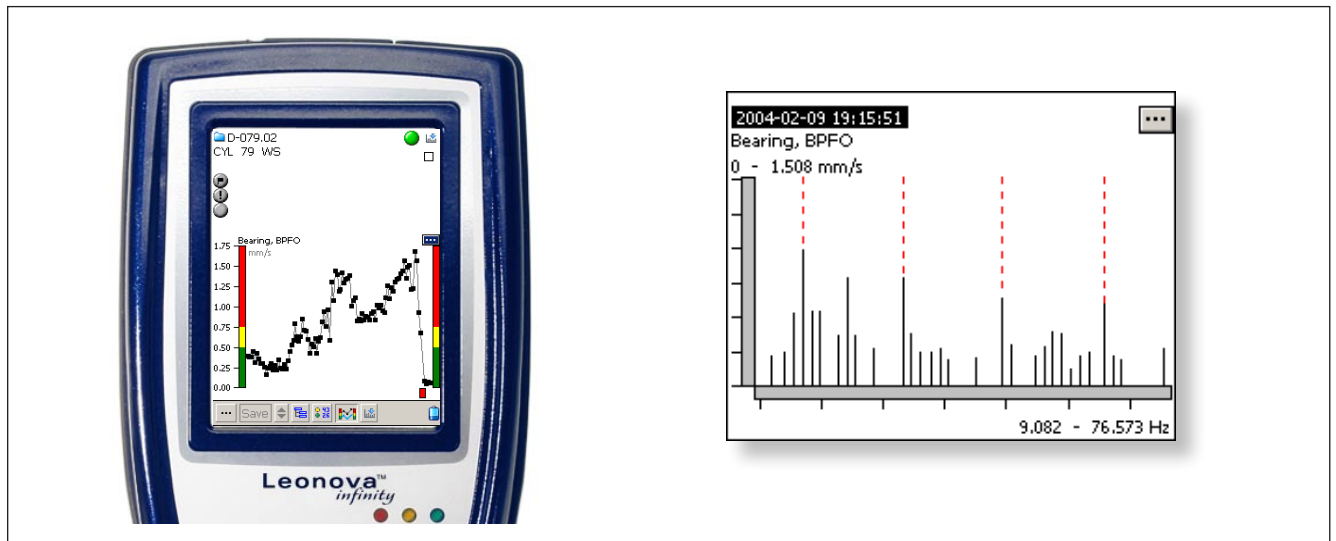 D-079.02
CYL 79 WS
Bearing, BPFO
mm/s
1.75
1.50
1.25
1.00
0.75
0.50
0.25
0.00
Save
Leonova™
infinity
2004-02-09 19:15:51
Bearing, BPFO
0 - 1.508 mm/s
9.082 - 76.573 Hz